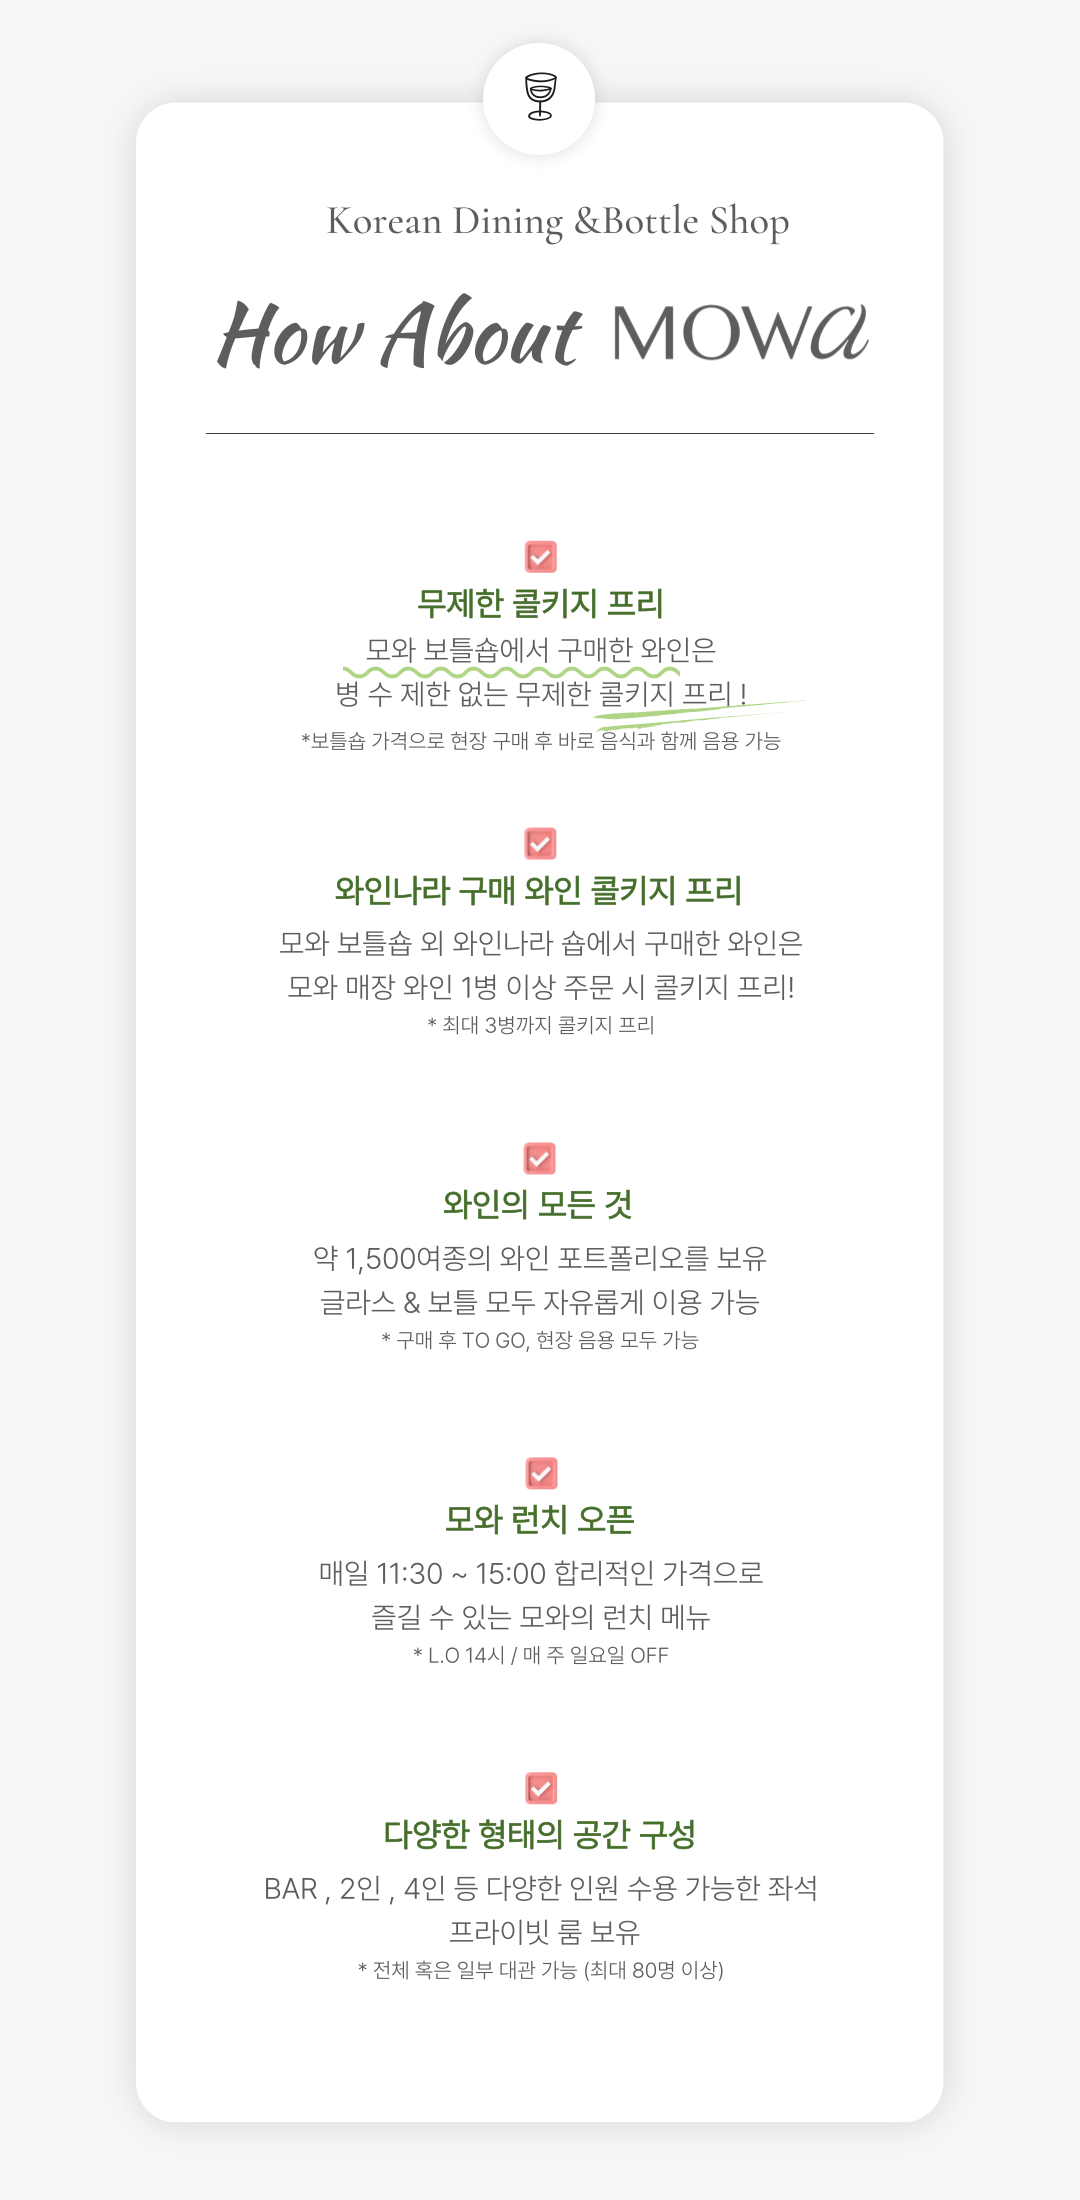 Korean Dining &Bottle Shop
How About MOWa
무제한 콜키지 프리
모와 보틀숍에서 구매한 와인은
병 수 제한 없는 무제한 콜키지 프리 !
*보틀숍 가격으로 현장 구매 후 바로 음식과 함께 음용 가능
와인나라 구매 와인 콜키지 프리
모와 보틀숍 외 와인나라 숍에서 구매한 와인은
모와 매장 와인 1병 이상 주문 시 콜키지 프리!
* 최대 3병까지 콜키지 프리
와인의 모든 것
약 1,500여종의 와인 포트폴리오를 보유
글라스 & 보틀 모두 자유롭게 이용 가능
* 구매 후 TO GO, 현장 음용 모두 가능
모와 런치 오픈
매일 11:30 ~ 15:00 합리적인 가격으로
즐길 수 있는 모와의 런치 메뉴
* L.O 14시 / 매 주 일요일 OFF
다양한 형태의 공간 구성
BAR , 2인 , 4인 등 다양한 인원 수용 가능한 좌석
프라이빗 룸 보유
* 전체 혹은 일부 대관 가능 (최대 80명 이상)